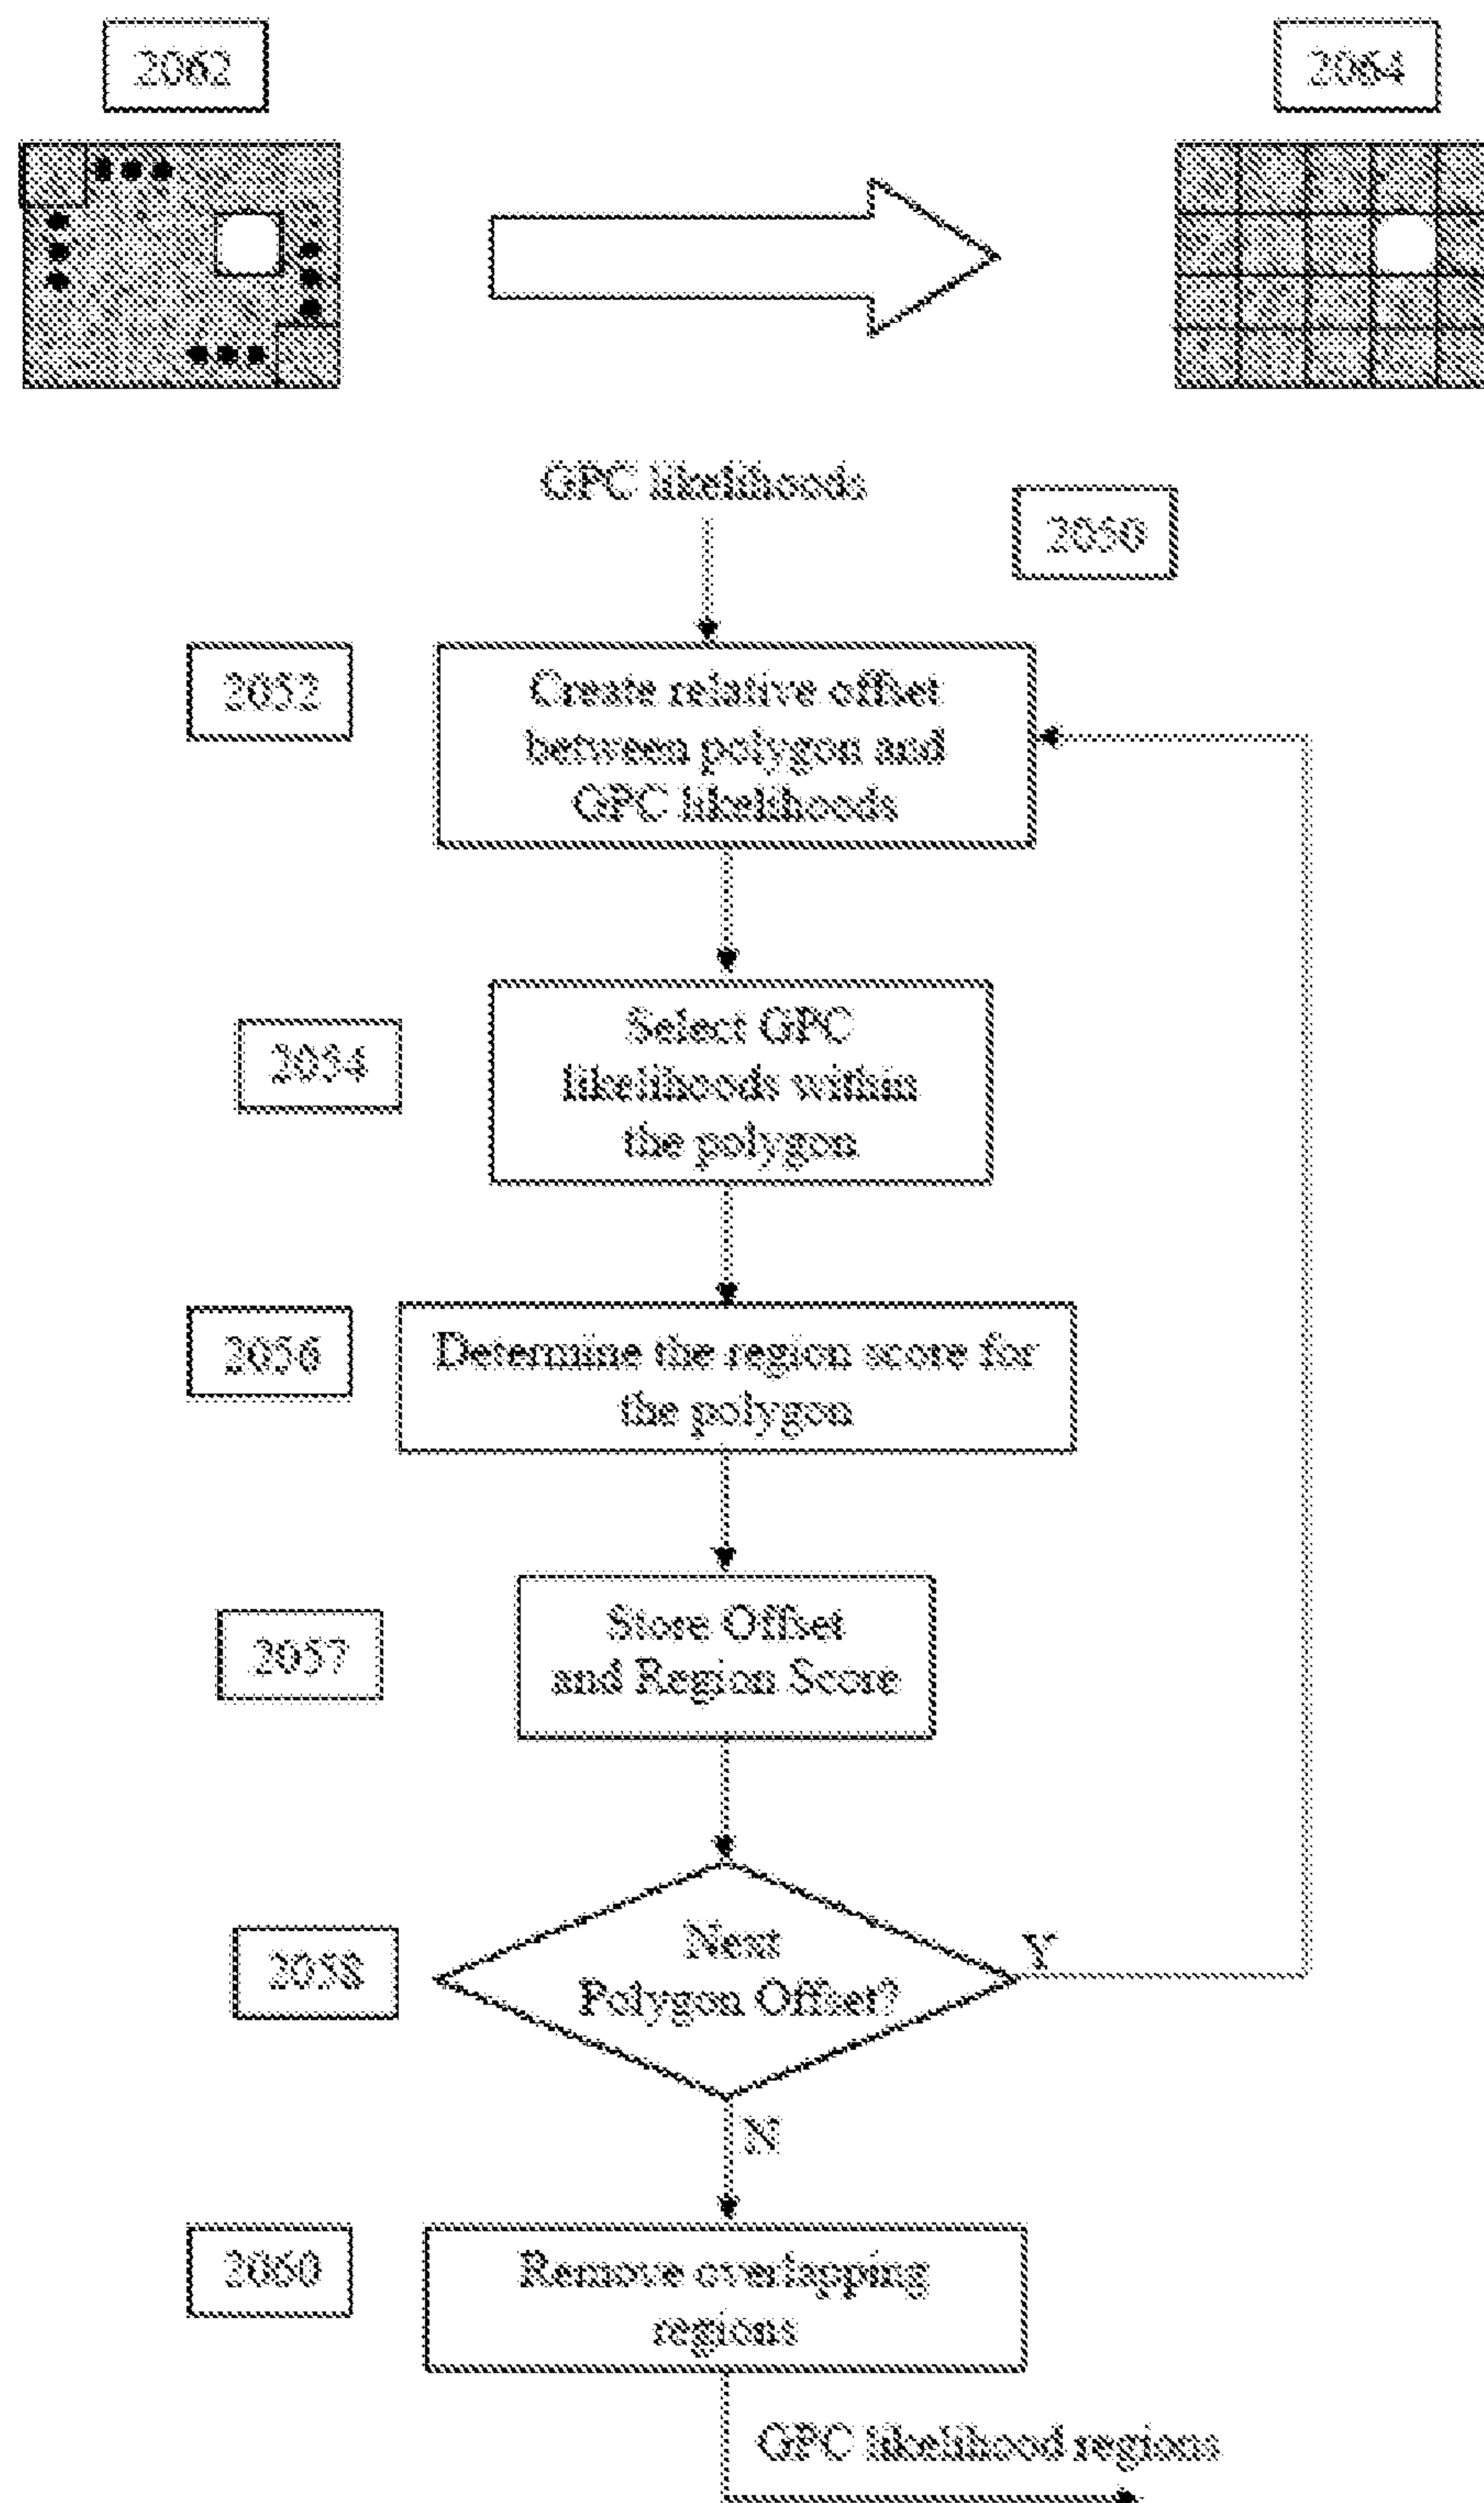 2062
2064
GPC likelihoods
2050
2052
Create relative offset
between polygon and
GPC likelihoods
2054
Select GPC
likelihoods within
the polygon
2056
Determine the region score for
the polygon
2057
Store Offset
and Region Score
2058
Next
Polygon Offset?
Y
N
2060
Remove overlapping
regions
GPC likelihood regions